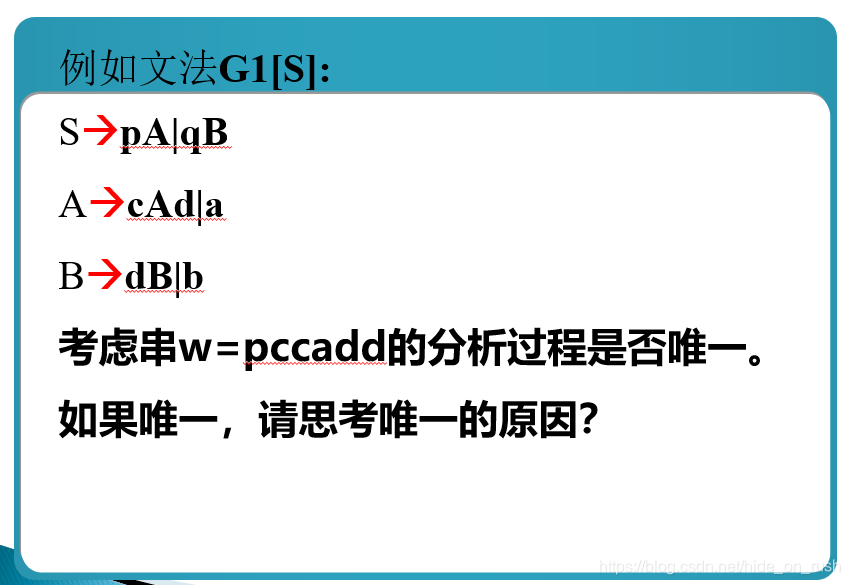 例如文法G1[S]:
S→pA|qB
A→cAd|a
B→dB|b
考虑串w=pccadd的分析过程是否唯一。
如果唯一，请思考唯一的原因？
https://blog.csdn.net/hide_on_rush